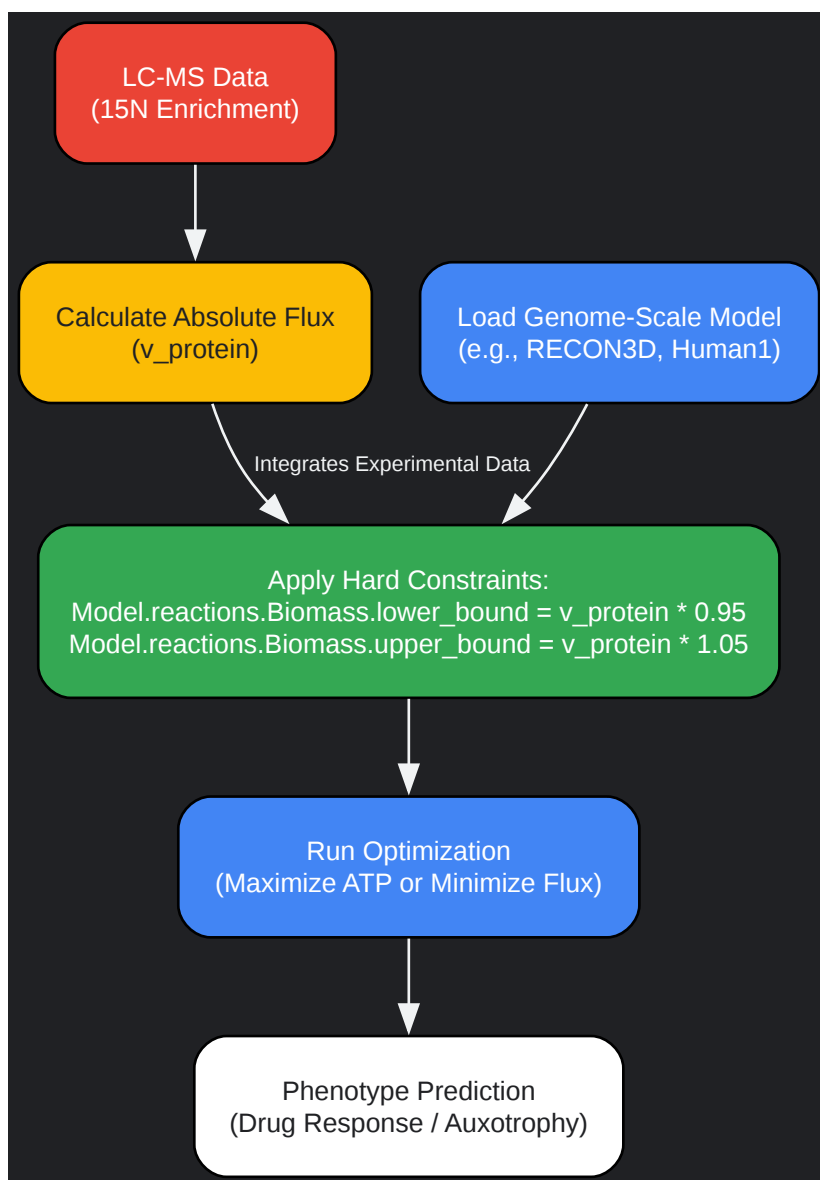 LC-MS Data
(15N Enrichment)
Calculate Absolute Flux
(v_protein)
Load Genome-Scale Model
(e.g., RECON3D, Human1)
Integrates Experimental Data
Apply Hard Constraints:
Model.reactions.Biomass.lower_bound = v_protein * 0.95
Model.reactions.Biomass.upper_bound = v_protein * 1.05
Run Optimization
(Maximize ATP or Minimize Flux)
Phenotype Prediction
(Drug Response / Auxotrophy)